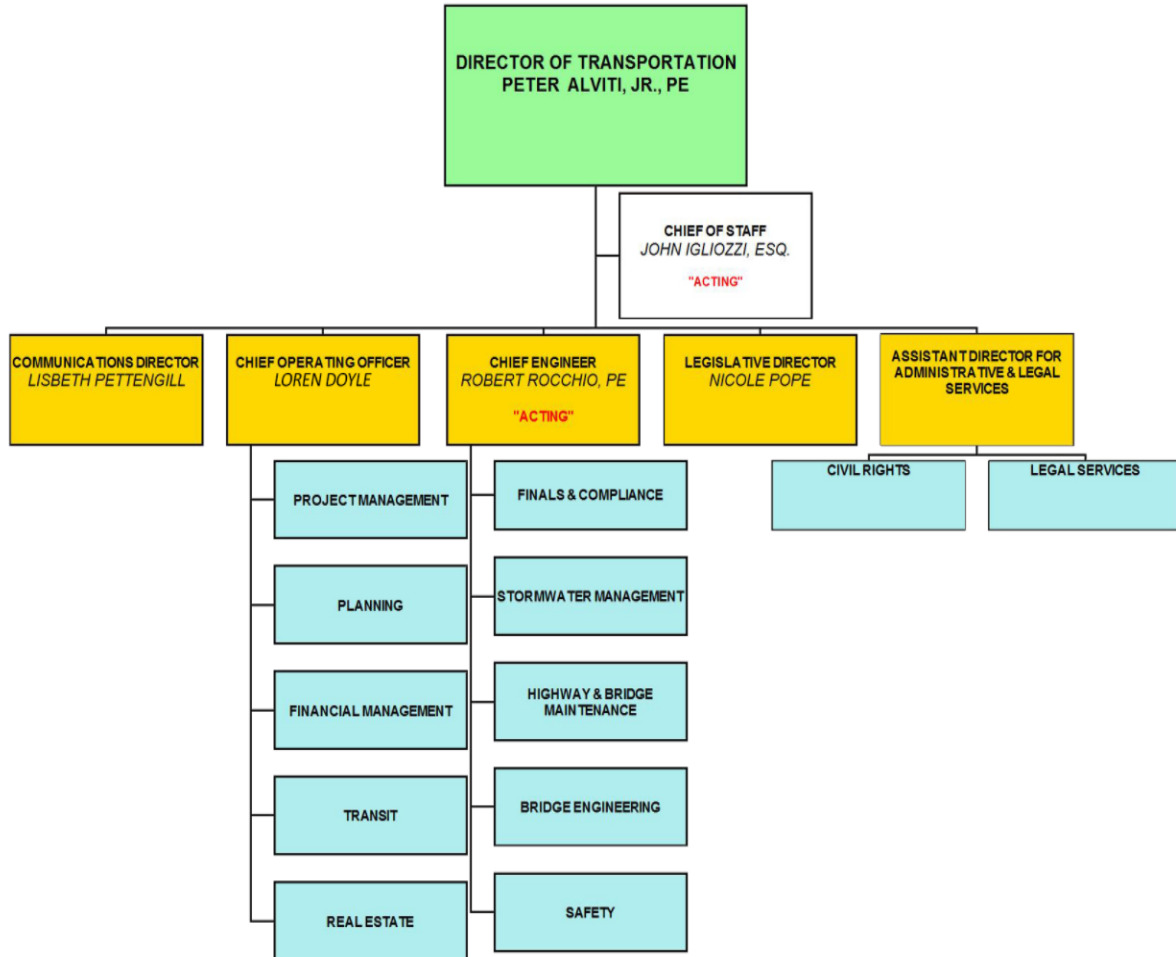 DIRECTOR OF TRANSPORTATION
PETER ALVITI, JR., PE
CHIEF OF STAFF
JOHN IGLIOZZI, ESQ.
"ACTING"
COMMUNICATIONS DIRECTOR
LISBETH PETTENGILL
CHIEF OPERATING OFFICER
LOREN DOYLE
CHIEF ENGINEER
ROBERT ROCCHIO, PE
"ACTING"
LEGISLATIVE DIRECTOR
NICOLE POPE
ASSISTANT DIRECTOR FOR
ADMINISTRATIVE & LEGAL
SERVICES
PROJECT MANAGEMENT
PLANNING
FINANCIAL MANAGEMENT
TRANSIT
REAL ESTATE
FINALS & COMPLIANCE
STORMWATER MANAGEMENT
HIGHWAY & BRIDGE
MAINTENANCE
BRIDGE ENGINEERING
SAFETY
CIVIL RIGHTS
LEGAL SERVICES